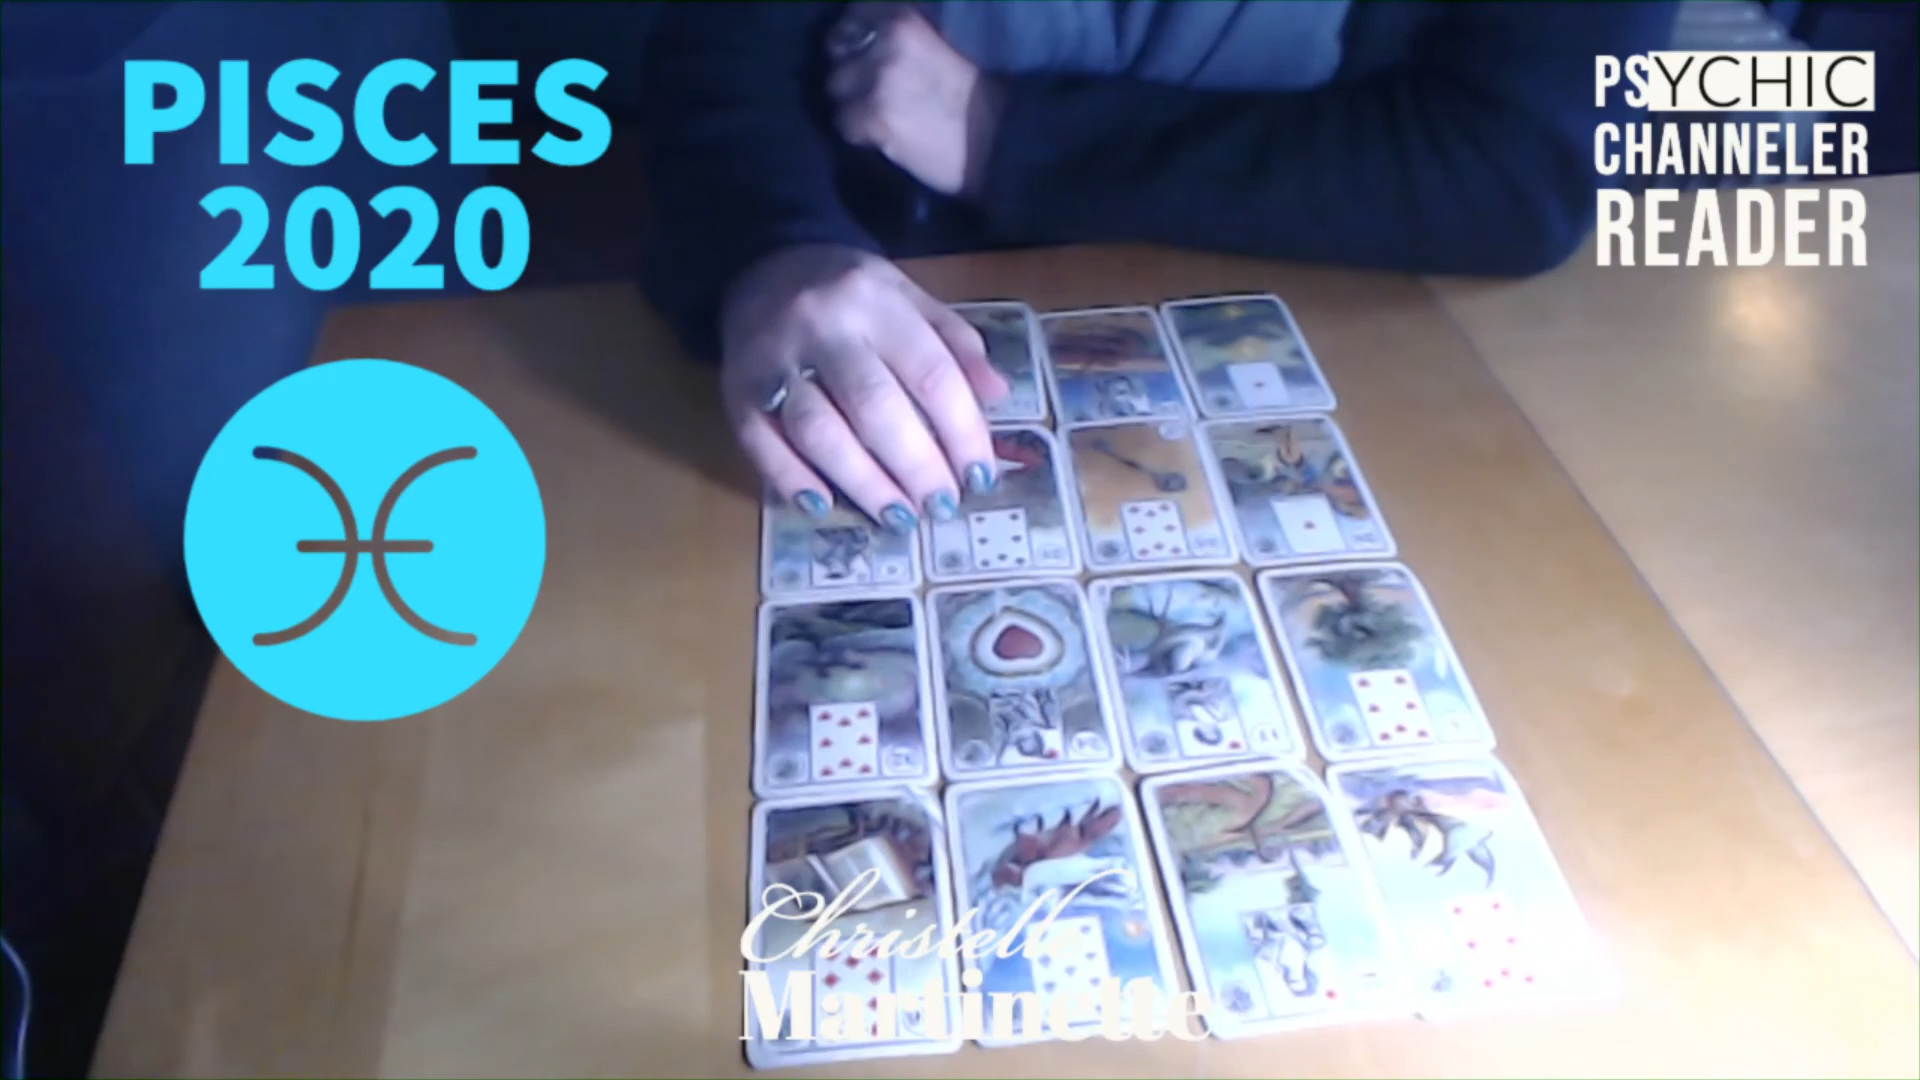 PISCES
2020
PSYCHIC
CHANNELER
READER
Christelle
Martinette